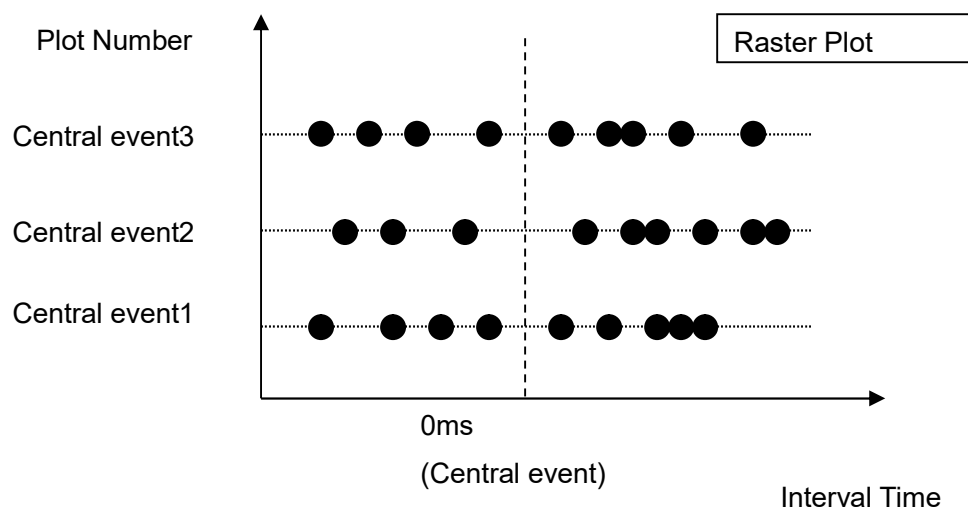 Plot Number
Raster Plot
Central event3
Central event2
Central event1
0ms
(Central event)
Interval Time